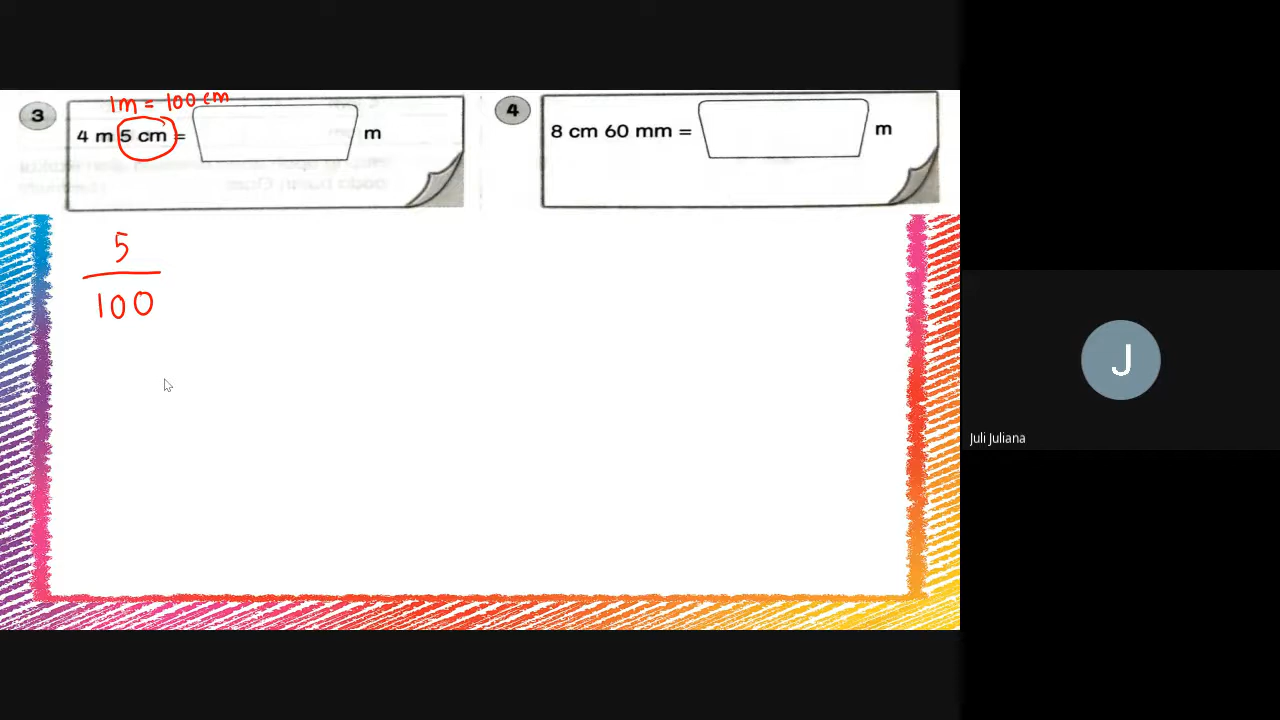 3
1m = 100 cm
4 m 5 cm = m
4
8 cm 60 mm = m
5
100
J
Juli Juliana